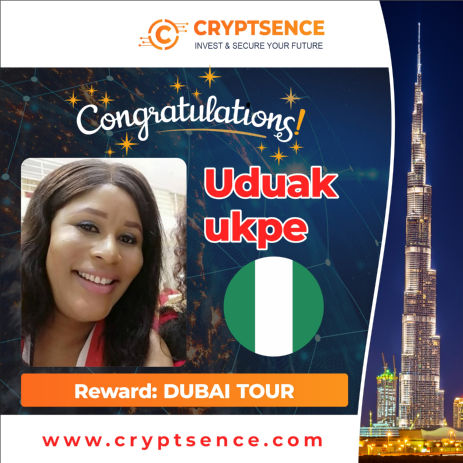 CRYPTSENCE
INVEST & SECURE YOUR FUTURE
Congratulations!
Uduak
ukpe
Reward: DUBAI TOUR
www.cryptsence.com